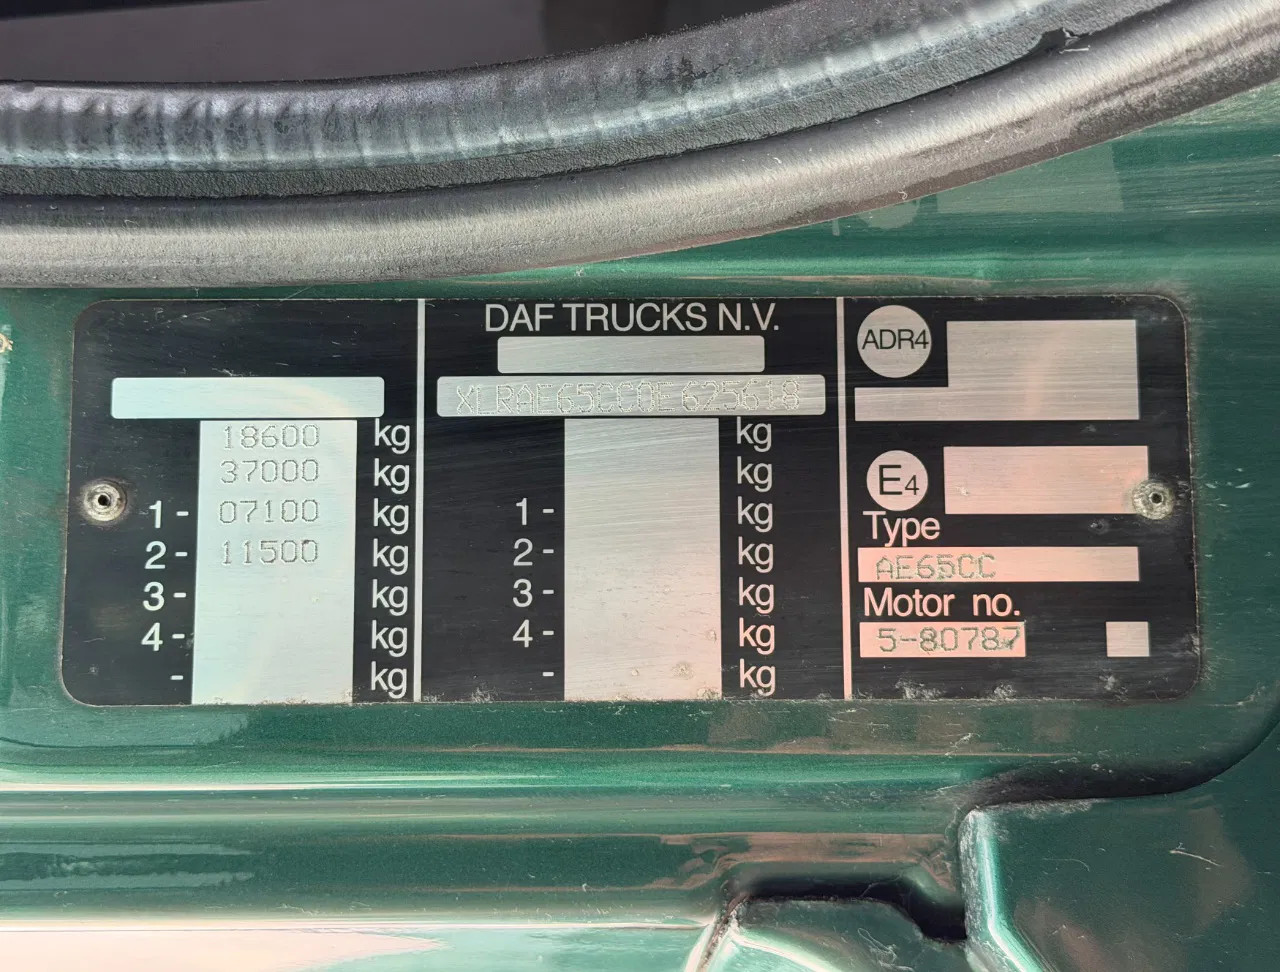 DAF TRUCKS N.V.
XLRAE65CC0E625618
18600 kg
37000 kg
1- 07100 kg
2- 11500 kg
3- kg
4- kg
- kg
kg
kg
1- kg
2- kg
3- kg
4- kg
- kg
ADR4
E4
Type
AE65CC
Motor no.
5-80787